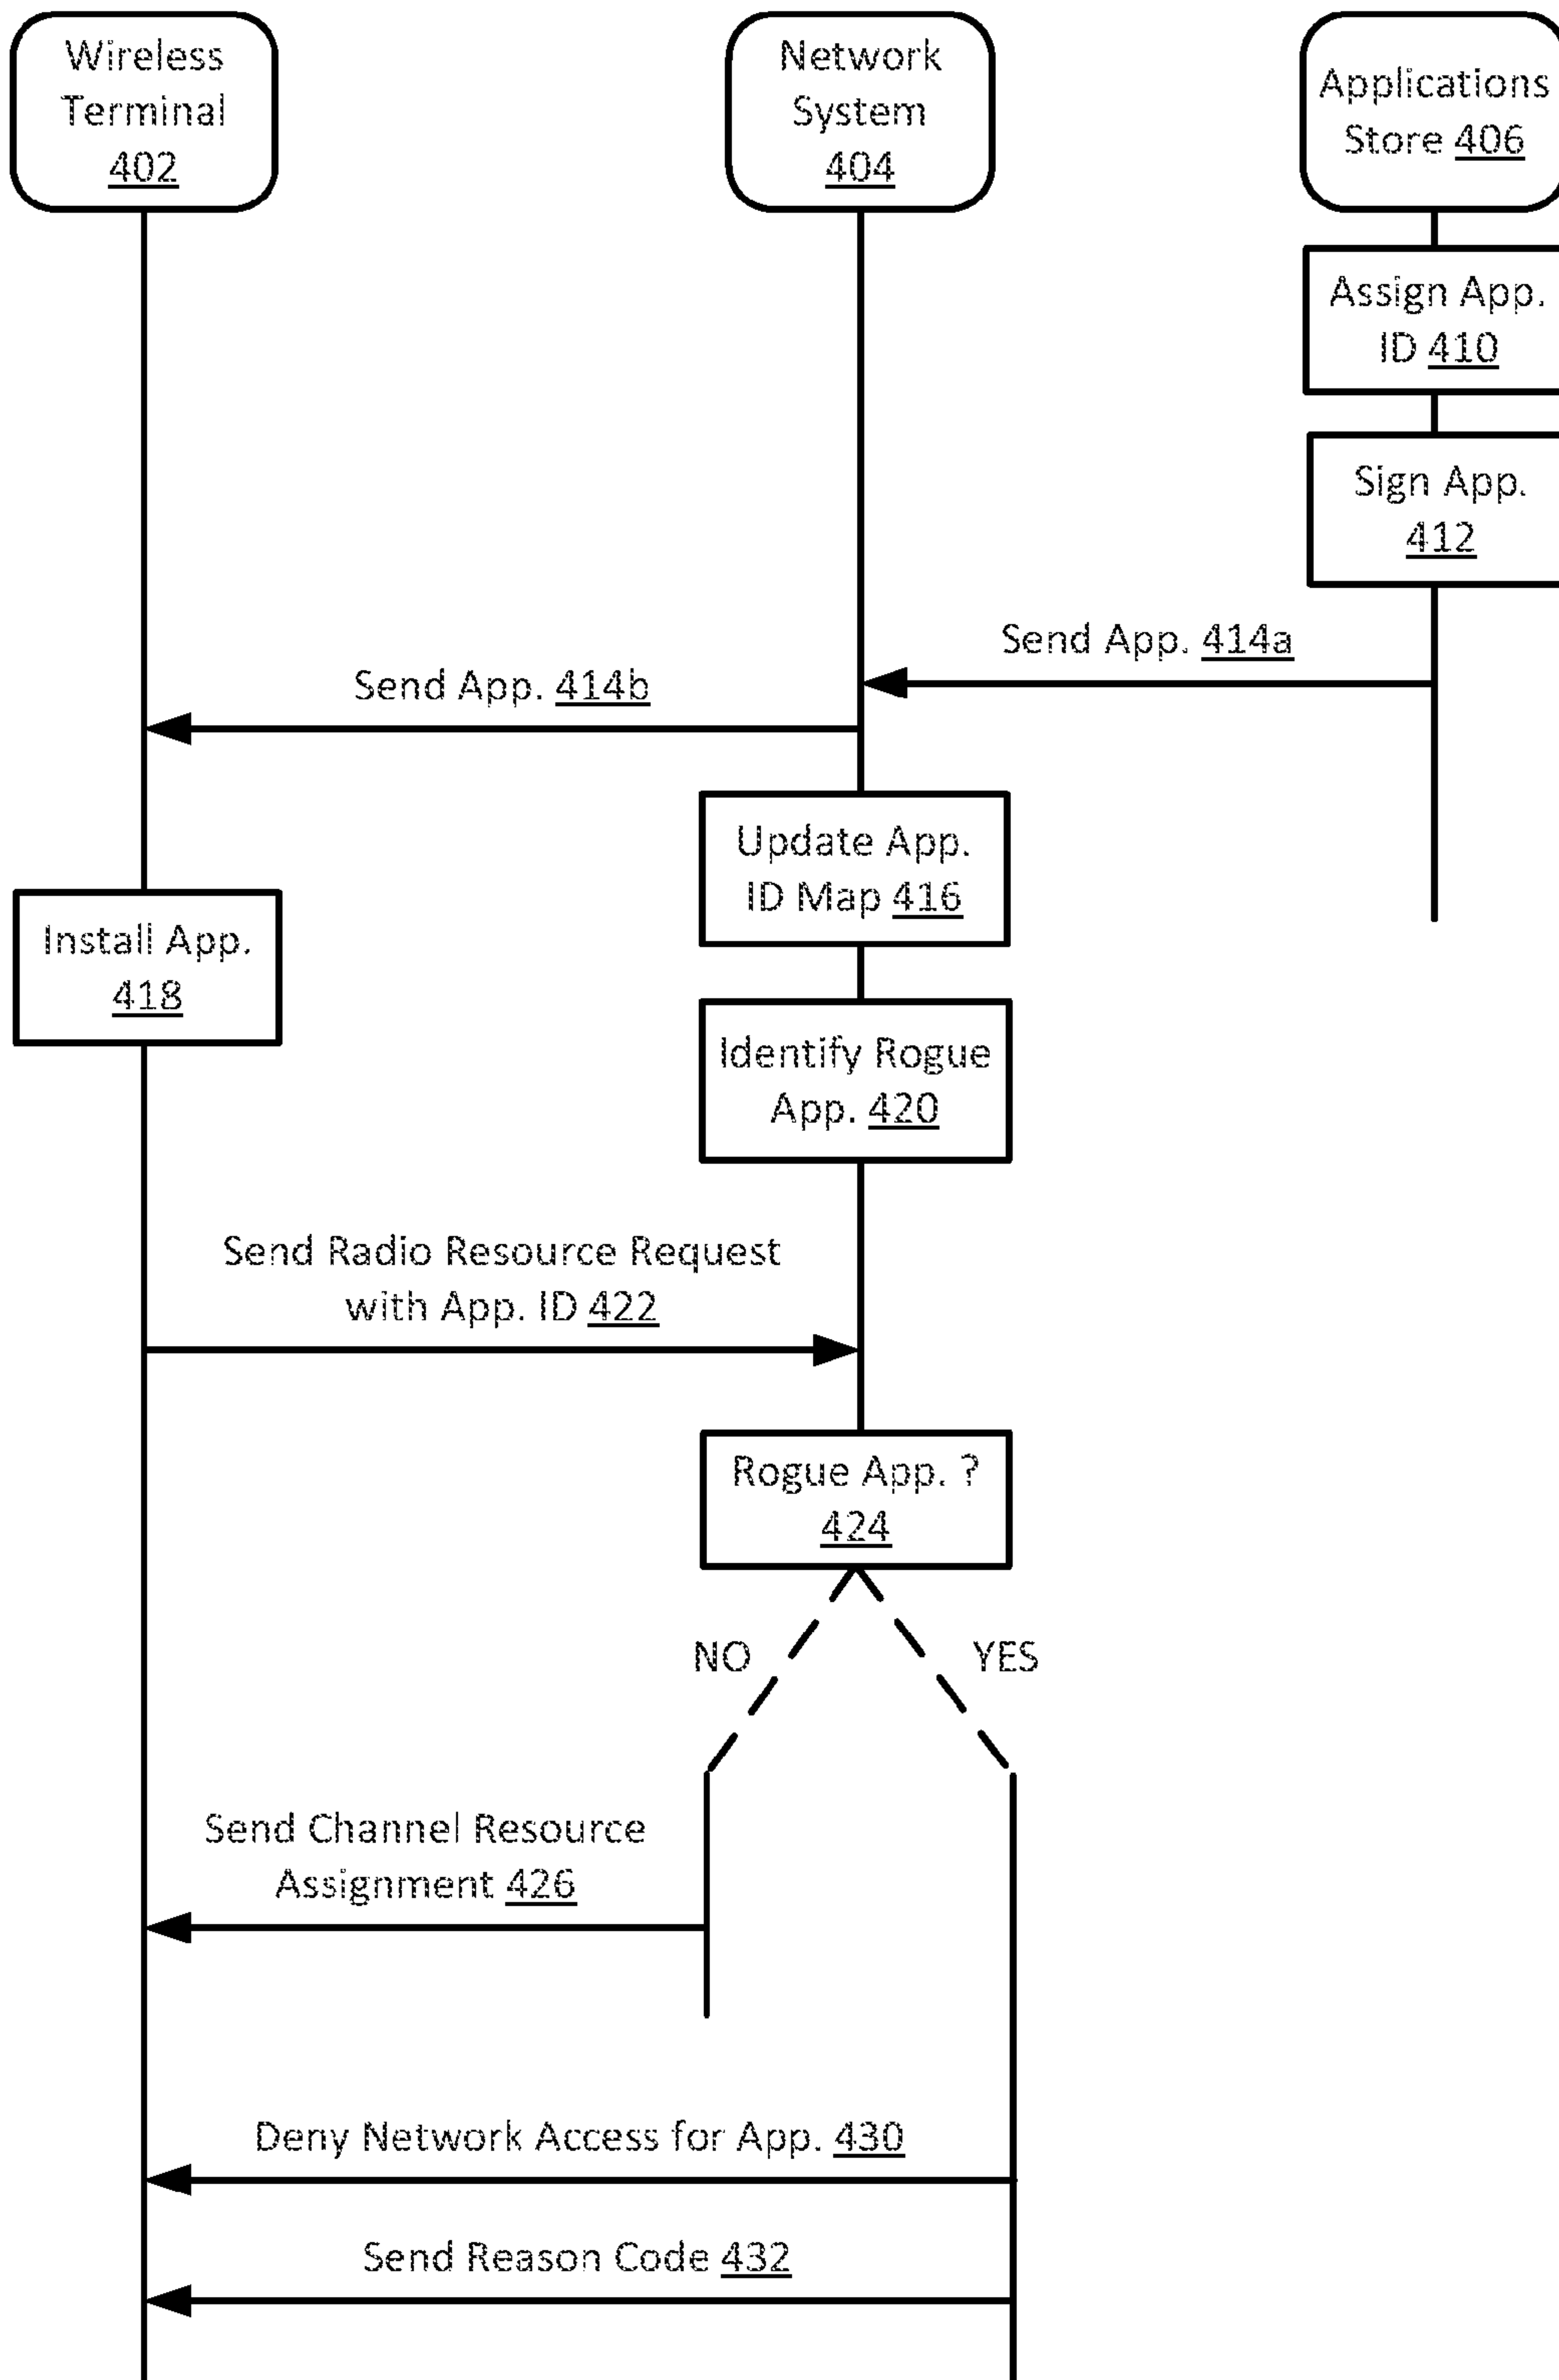 Wireless
Terminal
402
Network
System
404
Applications
Store 406
Assign App.
ID 410
Sign App.
412
Send App. 414a
Send App. 414b
Update App.
ID Map 416
Install App.
418
Identify Rogue
App. 420
Send Radio Resource Request
with App. ID 422
Rogue App. ?
424
NO
YES
Send Channel Resource
Assignment 426
Deny Network Access for App. 430
Send Reason Code 432